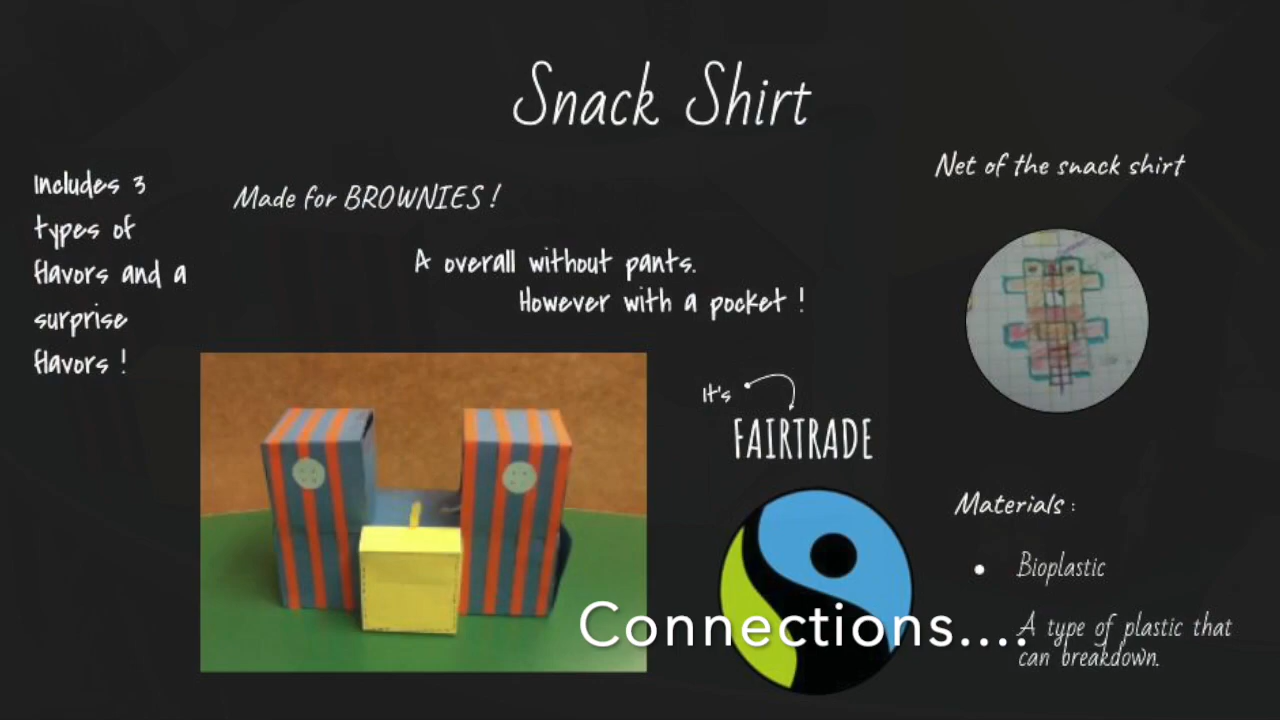 Snack Shirt
Includes 3
types of
flavors and a
surprise
flavors !
Made for BROWNIES !
A overall without pants.
However with a pocket !
Net of the snack shirt
It's
FAIRTRADE
Materials :
Bioplastic
A type of plastic that
can breakdown.
Connections....